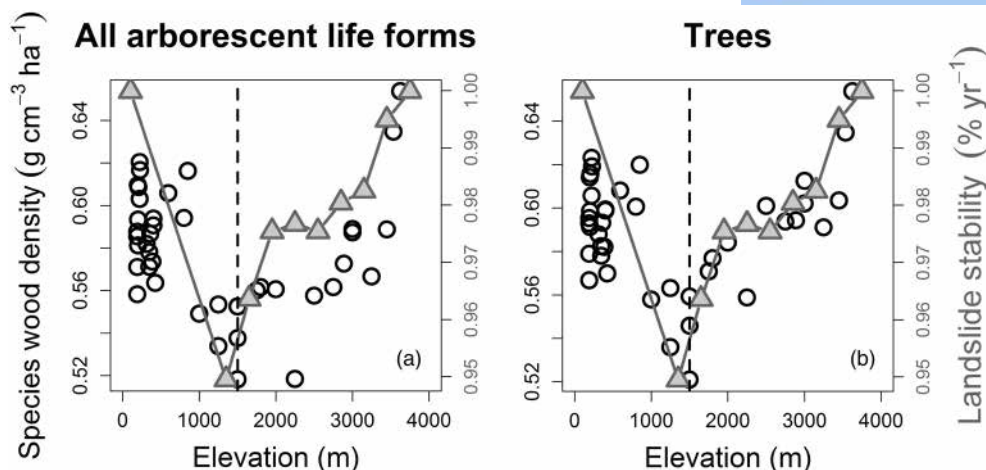 All arborescent life forms
Trees
Species wood density (g cm⁻³ ha⁻¹)
0.64
0.60
0.56
0.52
1.00
0.99
0.98
0.97
0.96
0.95
(a)
0 1000 2000 3000 4000
Elevation (m)
0.64
0.60
0.56
0.52
1.00
0.99
0.98
0.97
0.96
0.95
(b)
0 1000 2000 3000 4000
Elevation (m)
Landslide stability (% yr⁻¹)